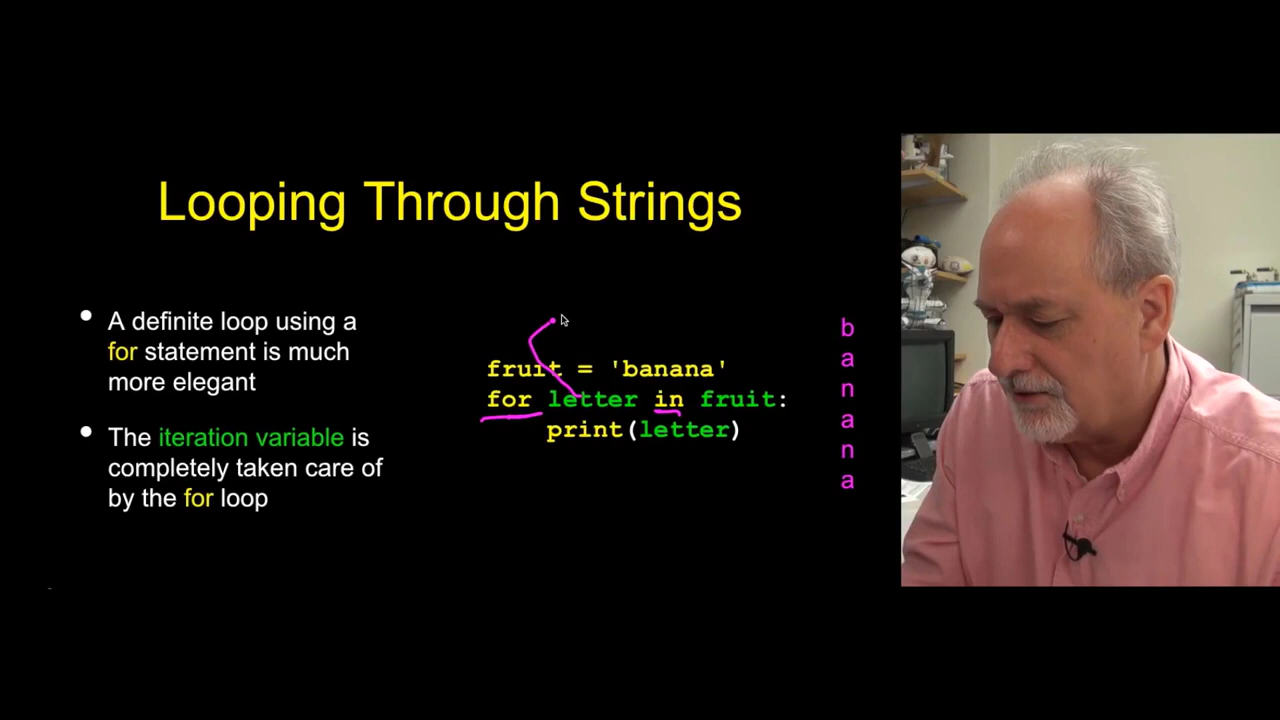 Looping Through Strings
• A definite loop using a
for statement is much
more elegant
• The iteration variable is
completely taken care of
by the for loop
fruit = 'banana'
for letter in fruit:
    print(letter)
b
a
n
a
n
a